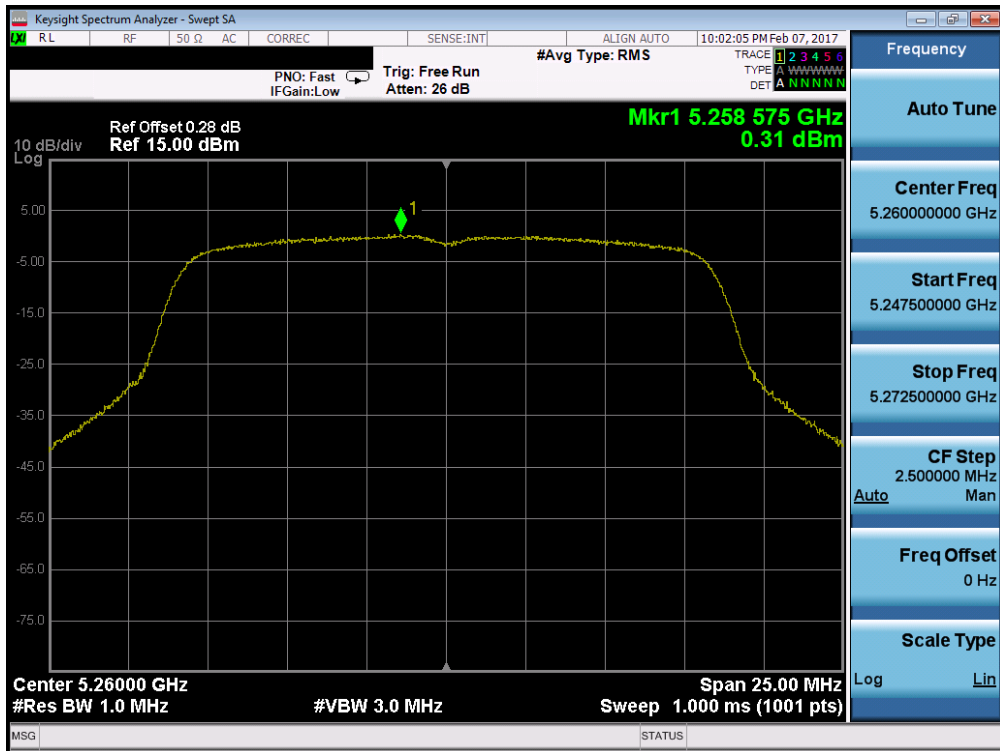 Keysight Spectrum Analyzer - Swept SA
LXI RL RF 50 Ω AC CORREC SENSE:INT ALIGN AUTO 10:02:05 PM Feb 07, 2017
#Avg Type: RMS
TRACE 1 2 3 4 5 6
TYPE A WWWWW
DET A N N N N N
PNO: Fast
IFGain:Low
Trig: Free Run
Atten: 26 dB
Mkr1 5.258 575 GHz
0.31 dBm
Ref Offset 0.28 dB
Ref 15.00 dBm
10 dB/div
Log
1
5.00
-5.00
-15.0
-25.0
-35.0
-45.0
-55.0
-65.0
-75.0
Center 5.26000 GHz
Span 25.00 MHz
#Res BW 1.0 MHz
#VBW 3.0 MHz
Sweep 1.000 ms (1001 pts)
MSG
STATUS
Frequency
Auto Tune
Center Freq
5.260000000 GHz
Start Freq
5.247500000 GHz
Stop Freq
5.272500000 GHz
CF Step
2.500000 MHz
Auto Man
Freq Offset
0 Hz
Scale Type
Log Lin